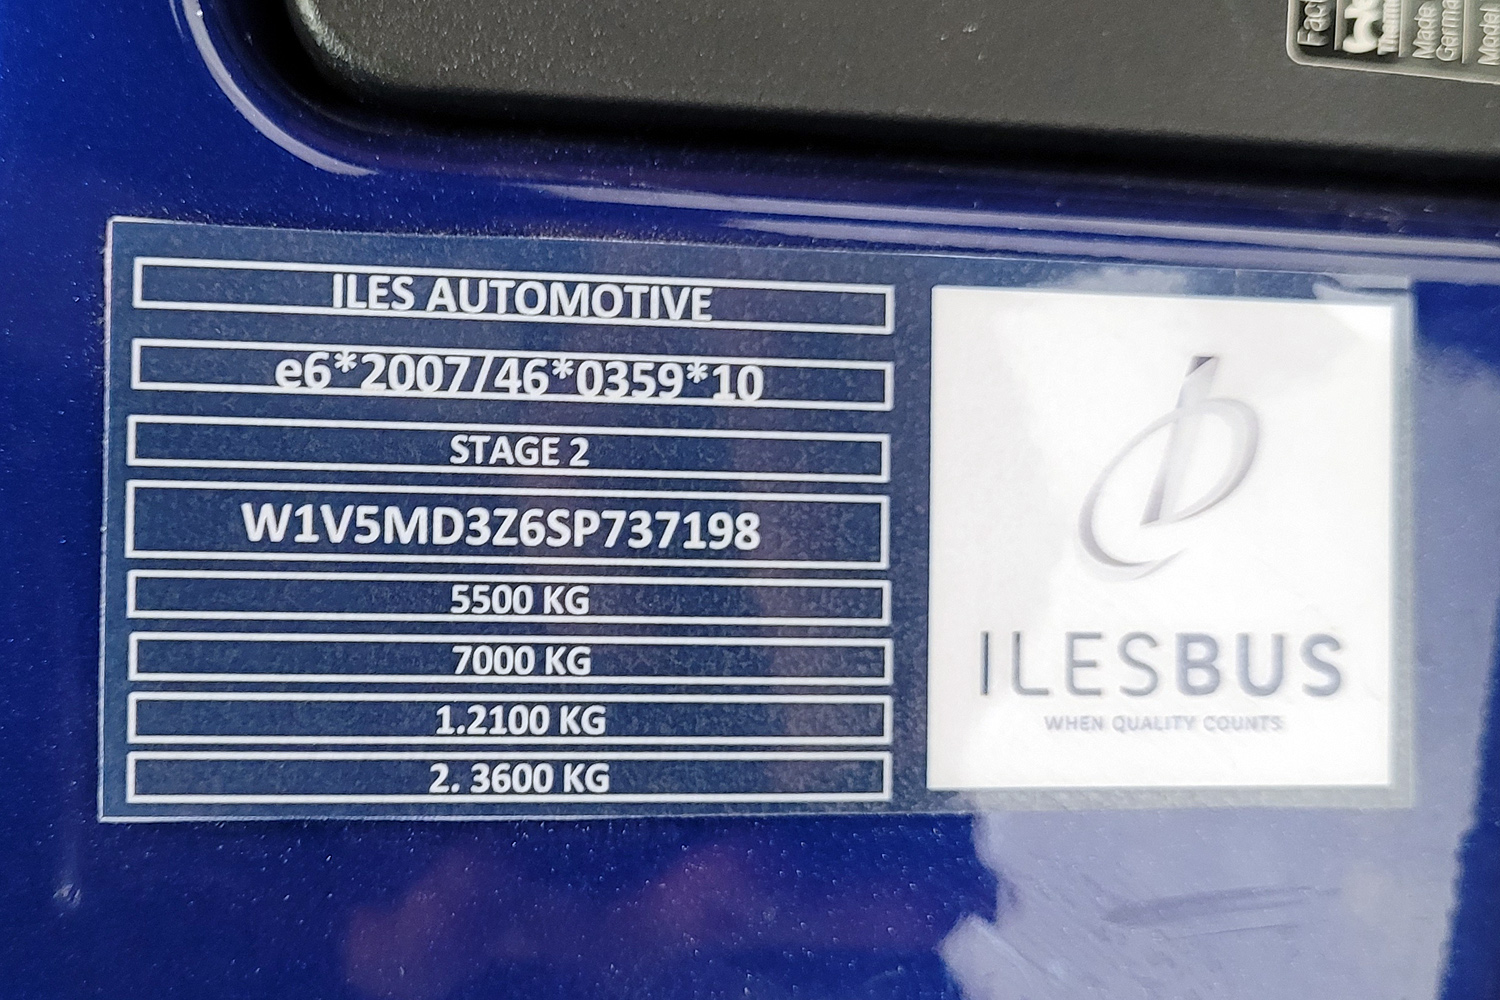 Made
ILES AUTOMOTIVE
e6*2007/46*0359*10
STAGE 2
W1V5MD3Z6SP737198
5500 KG
7000 KG
1.2100 KG
2. 3600 KG
ILESBUS
WHEN QUALITY COUNTS